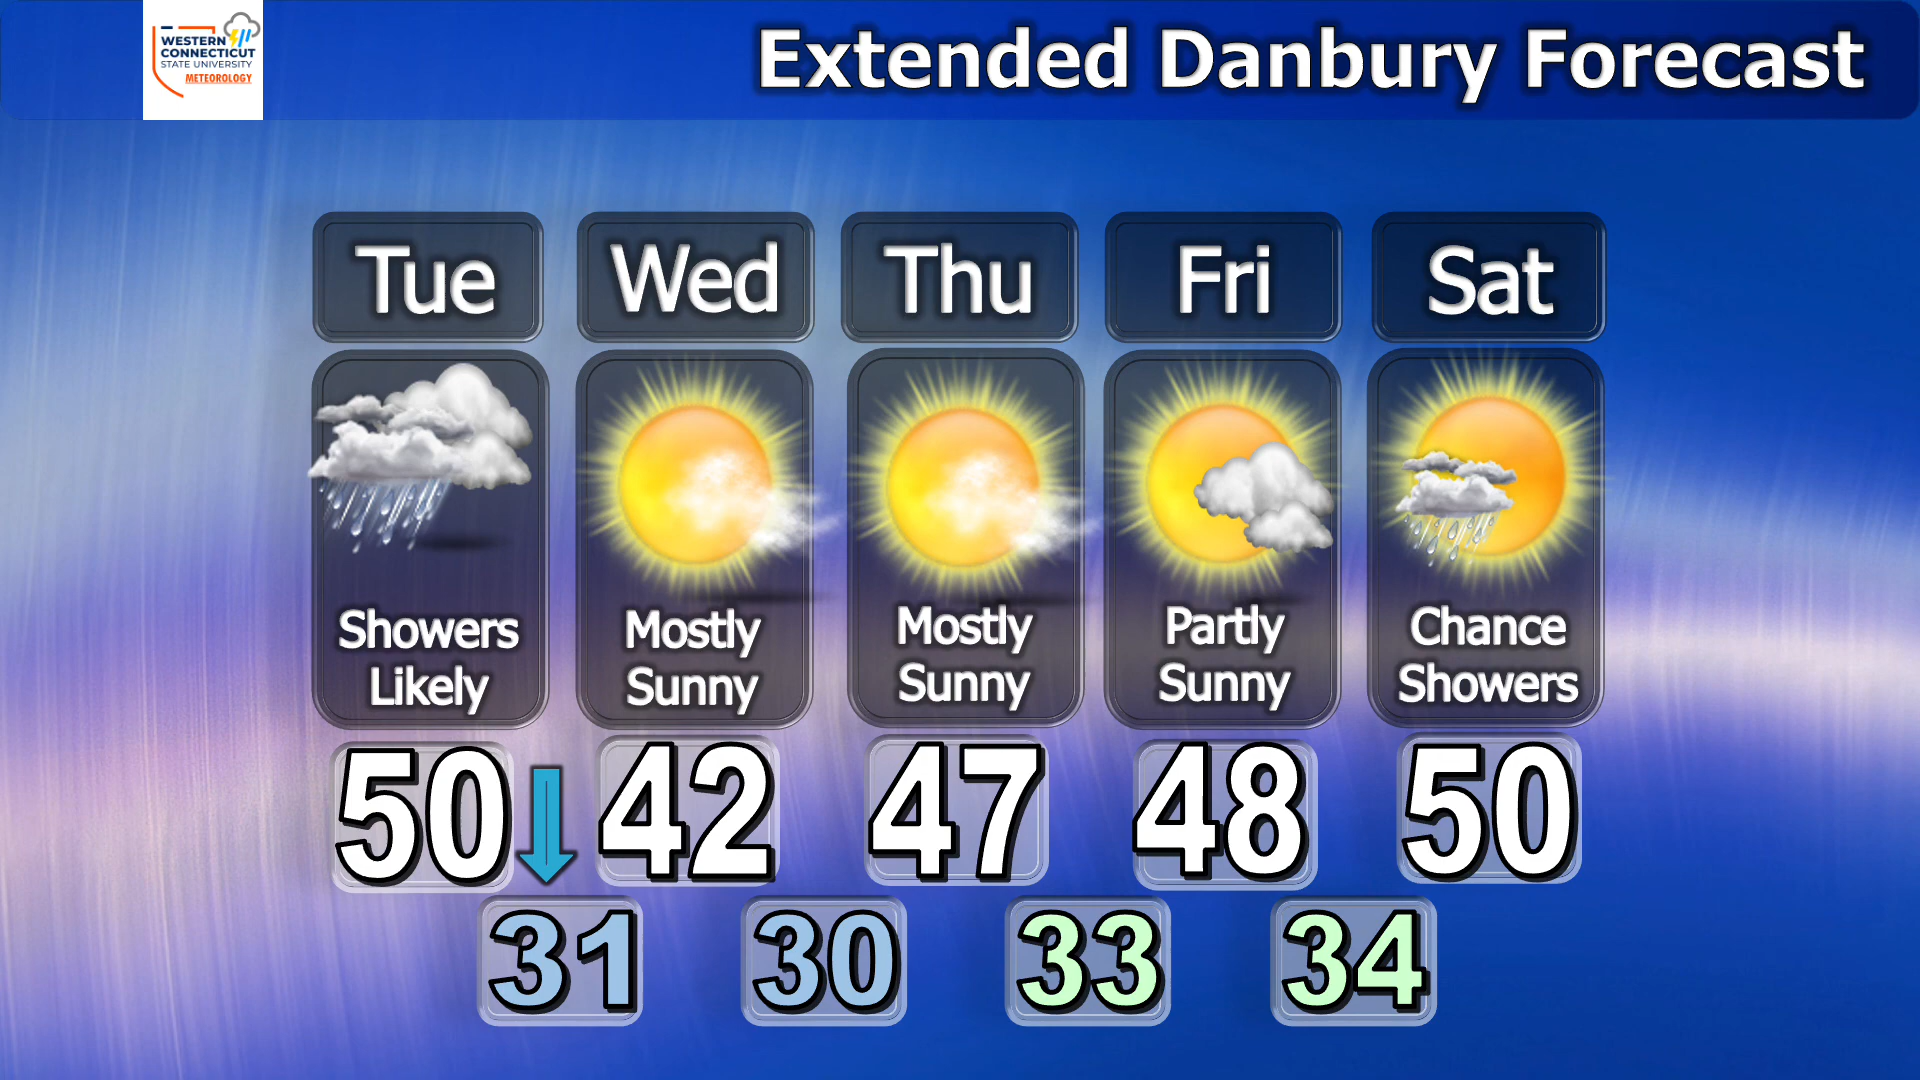 WESTERN
CONNECTICUT
STATE UNIVERSITY
METEOROLOGY
Extended Danbury Forecast
Tue Wed Thu Fri Sat
Showers Likely
Mostly Sunny
Mostly Sunny
Partly Sunny
Chance Showers
50 42 47 48 50
31 30 33 34